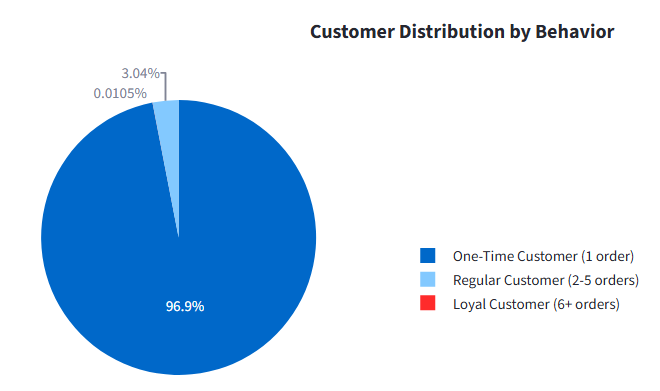 Customer Distribution by Behavior
3.04%
0.0105%
96.9%
One-Time Customer (1 order)
Regular Customer (2-5 orders)
Loyal Customer (6+ orders)